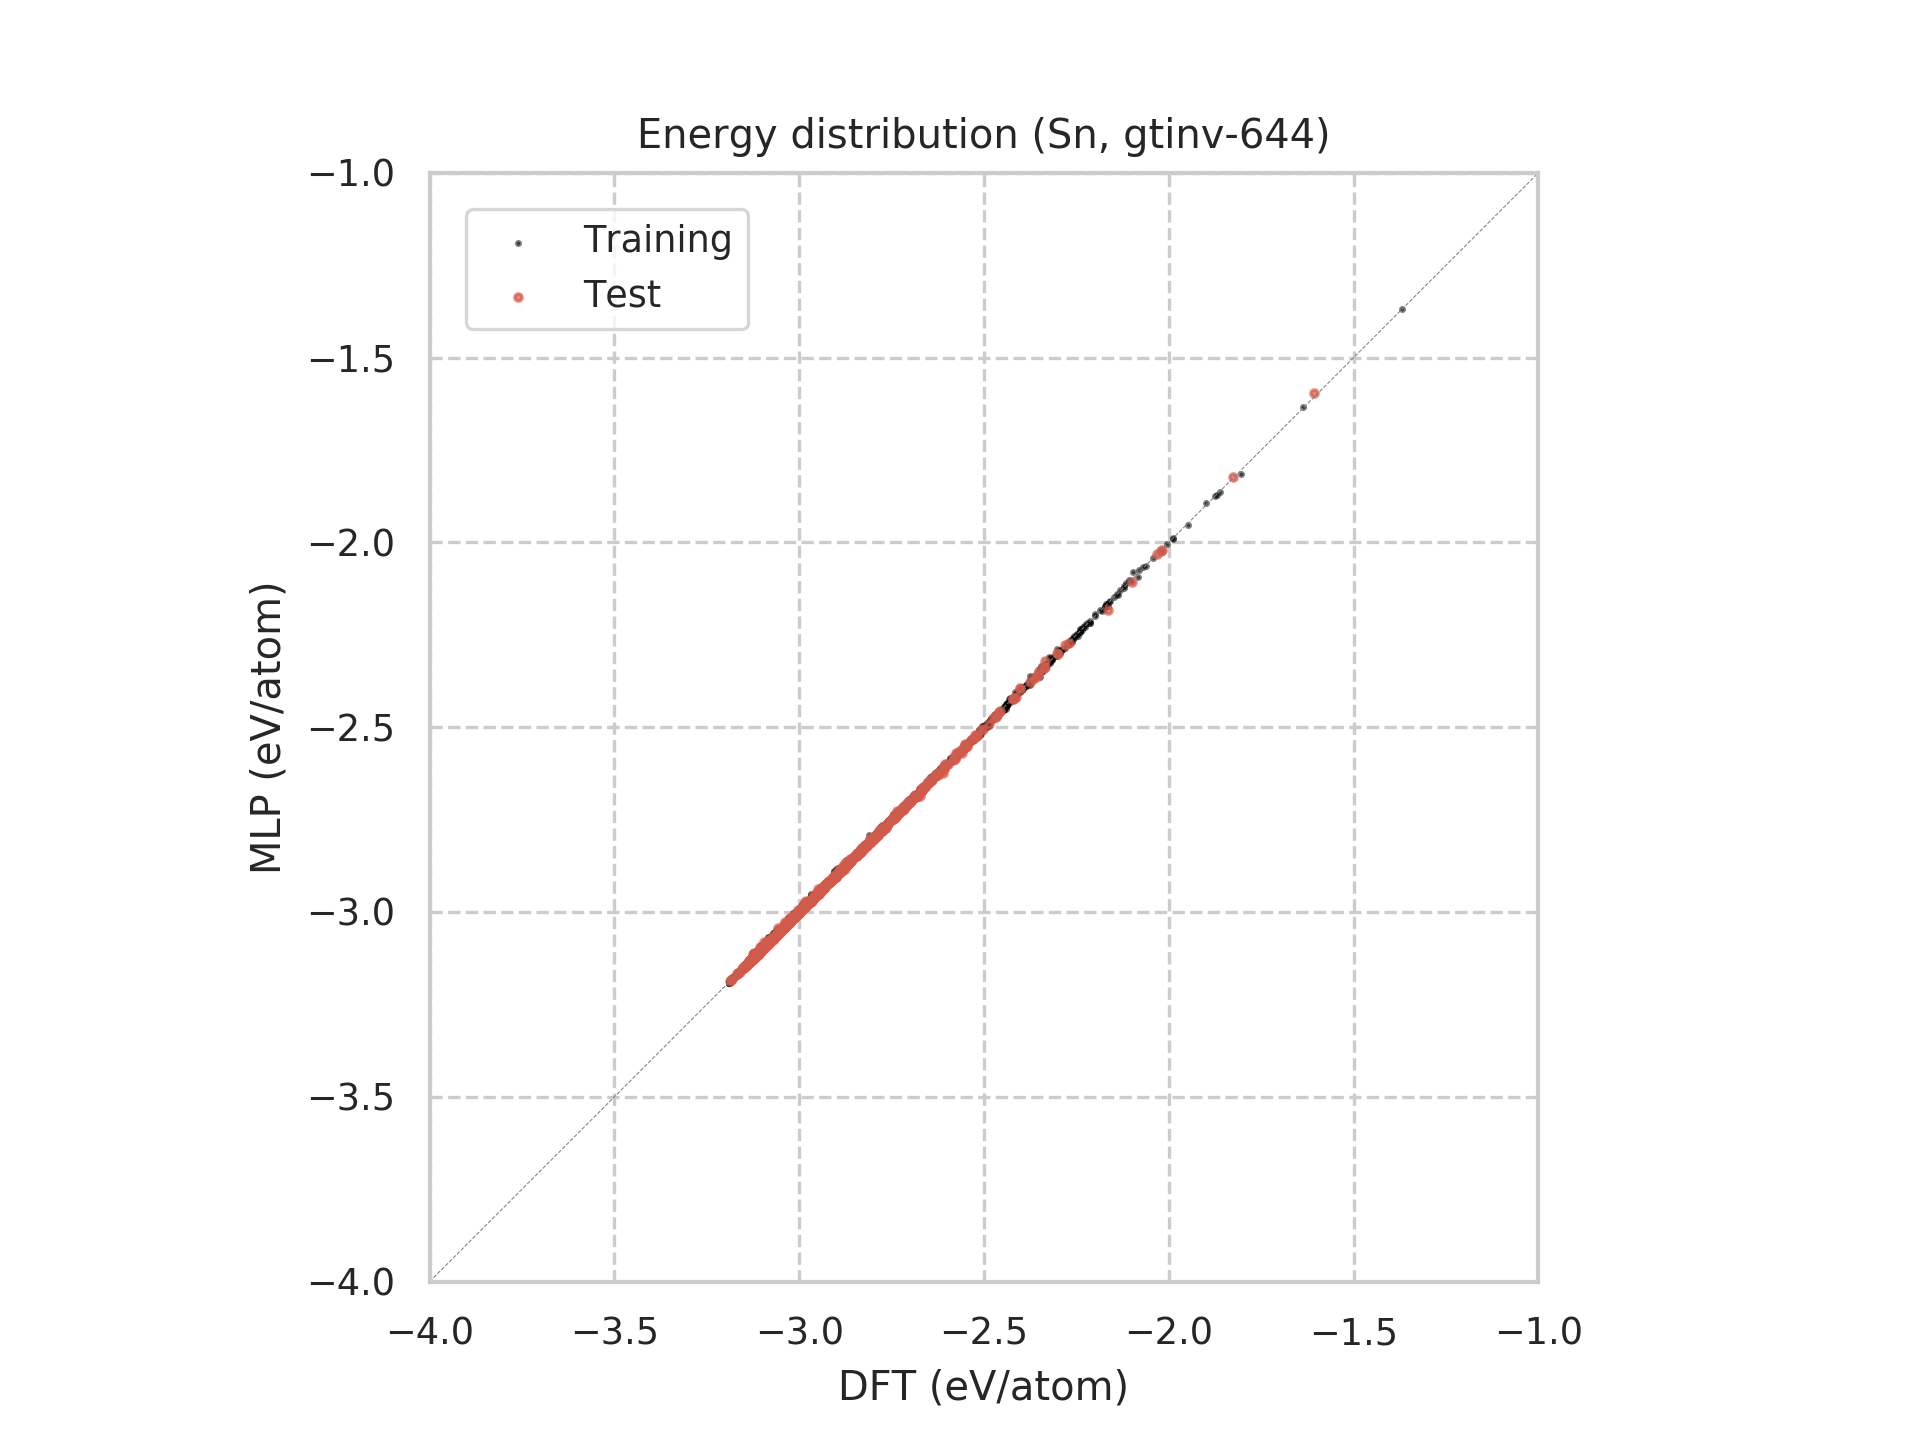 Energy distribution (Sn, gtinv-644)
−1.0
−1.5
−2.0
−2.5
−3.0
−3.5
−4.0
MLP (eV/atom)
Training
Test
−4.0 −3.5 −3.0 −2.5 −2.0 −1.5 −1.0
DFT (eV/atom)